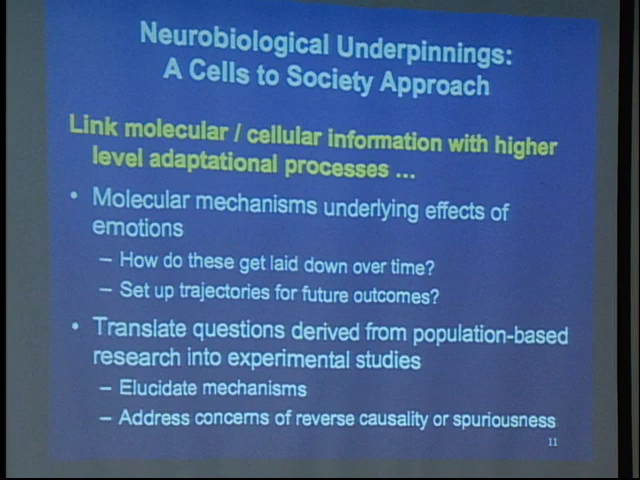 Neurobiological Underpinnings:
A Cells to Society Approach
Link molecular / cellular information with higher
level adaptational processes ...
• Molecular mechanisms underlying effects of
emotions
– How do these get laid down over time?
– Set up trajectories for future outcomes?
• Translate questions derived from population-based
research into experimental studies
– Elucidate mechanisms
– Address concerns of reverse causality or spuriousness
11